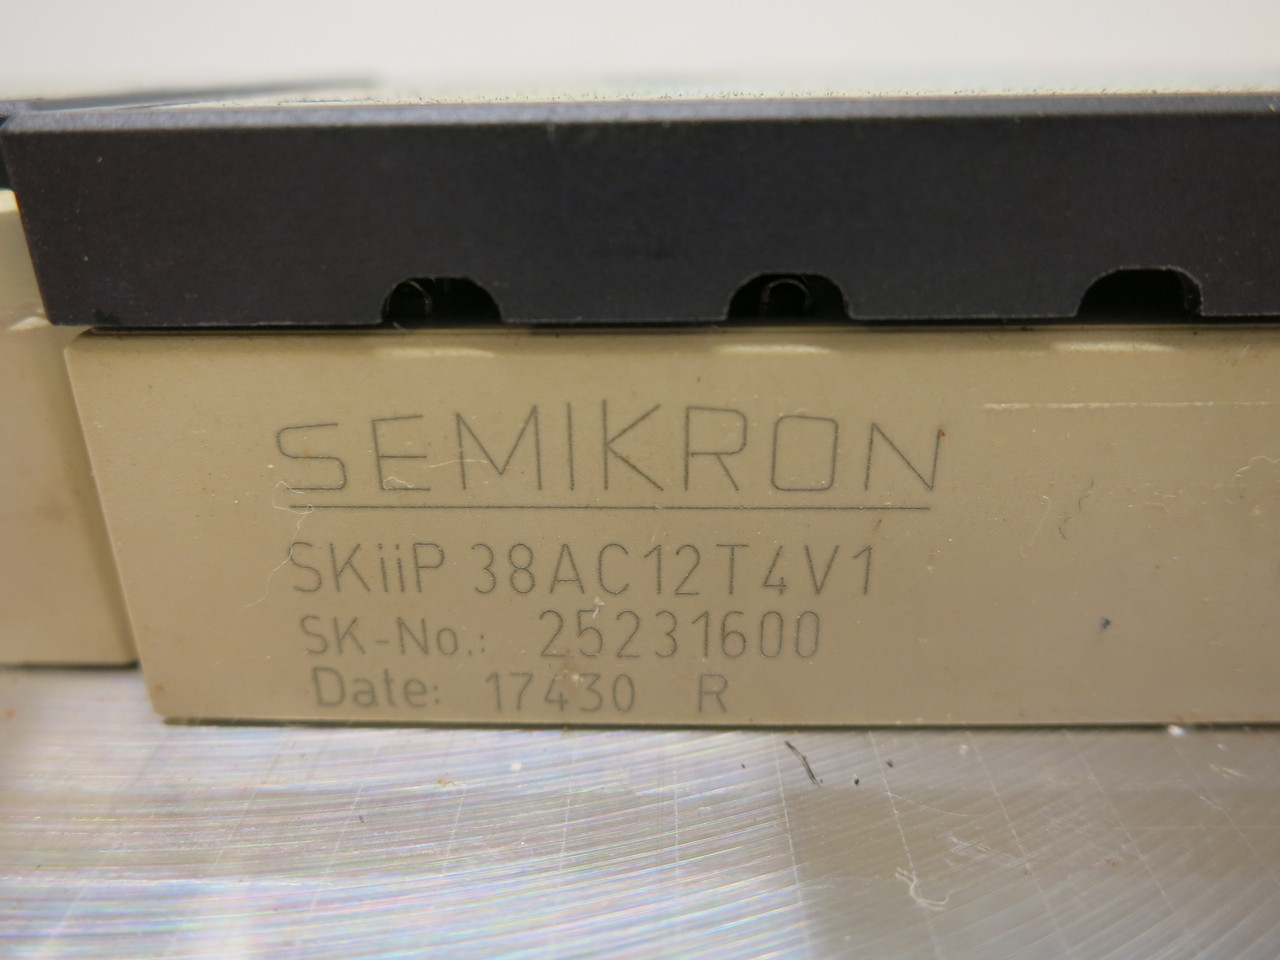 SEMIKRON
SKiiP 38AC12T4V1
SK-No.: 25231600
Date: 17430 R